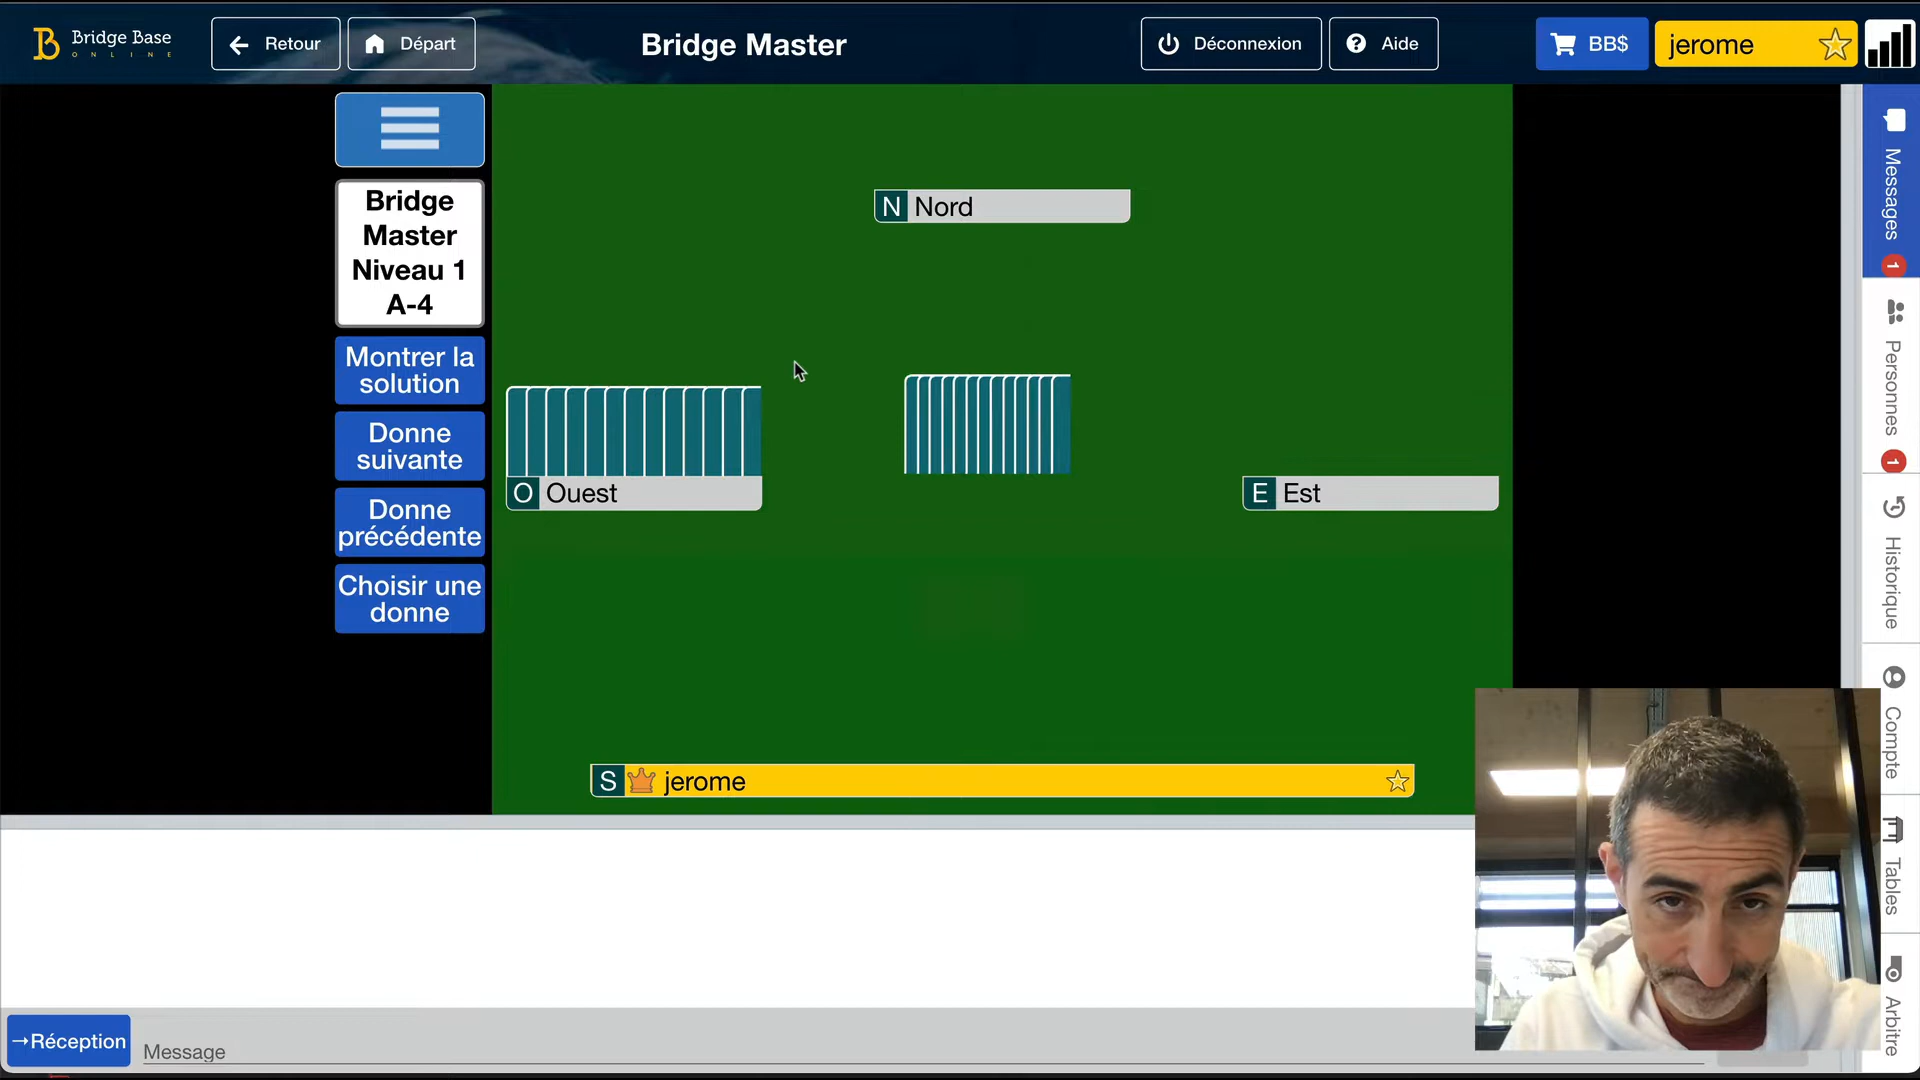 Bridge Base
ONLINE
Retour
Départ
Bridge Master
Déconnexion
Aide
BB$
jerome
Bridge
Master
Niveau 1
A-4
Montrer la
solution
Donne
suivante
Donne
précédente
Choisir une
donne
N Nord
O Ouest
E Est
S jerome
Messages
1
Personnes
1
Historique
Compte
Tables
Arbitre
→Réception
Message